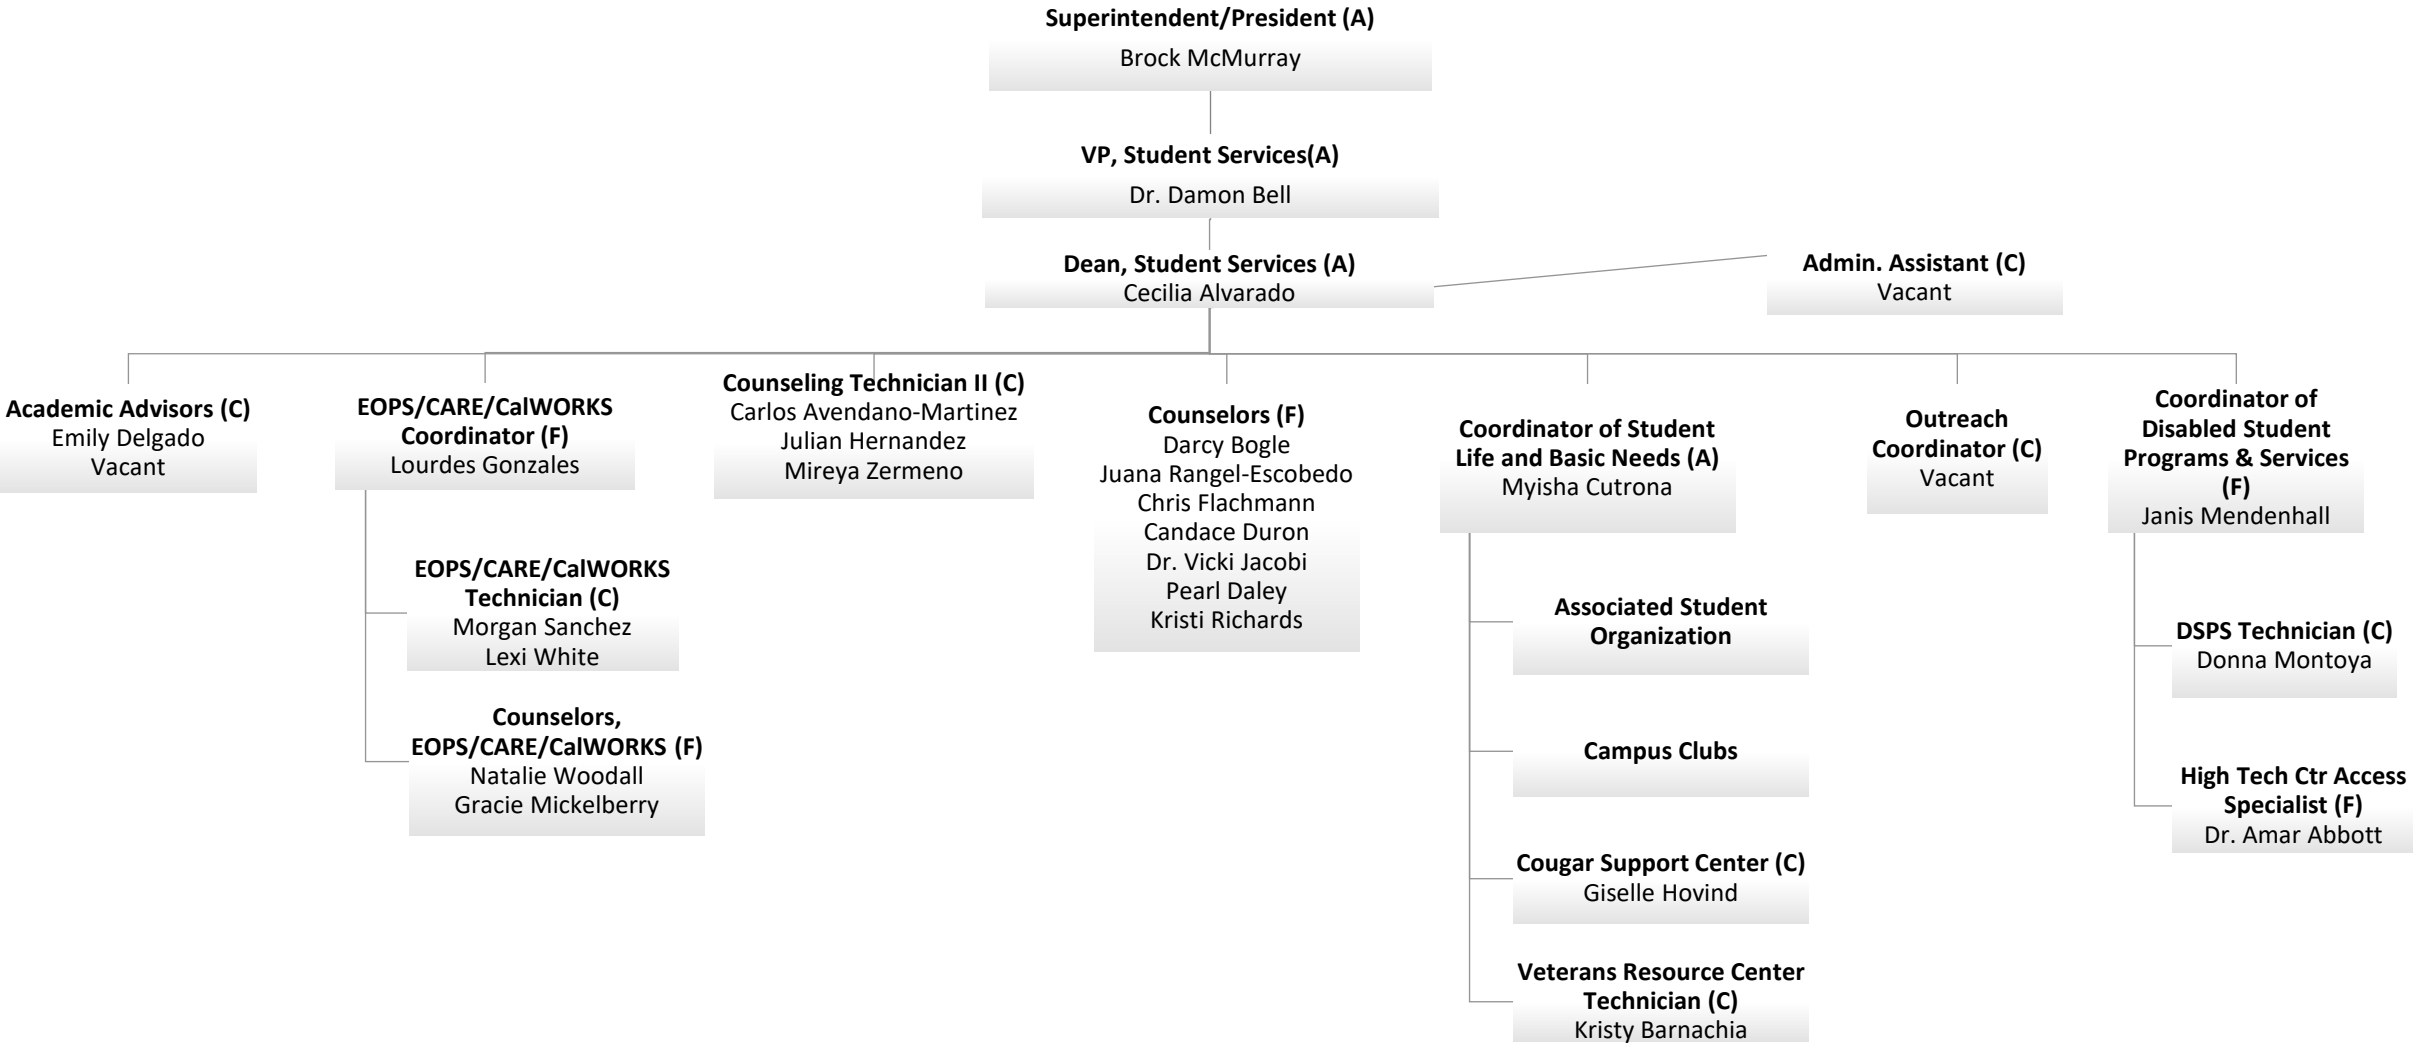 Superintendent/President (A)
Brock McMurray
VP, Student Services(A)
Dr. Damon Bell
Dean, Student Services (A)
Cecilia Alvarado
Admin. Assistant (C)
Vacant
Academic Advisors (C)
Emily Delgado
Vacant
EOPS/CARE/CalWORKS
Coordinator (F)
Lourdes Gonzales
EOPS/CARE/CalWORKS
Technician (C)
Morgan Sanchez
Lexi White
Counselors,
EOPS/CARE/CalWORKS (F)
Natalie Woodall
Gracie Mickelberry
Counseling Technician II (C)
Carlos Avendano-Martinez
Julian Hernandez
Mireya Zermeno
Counselors (F)
Darcy Bogle
Juana Rangel-Escobedo
Chris Flachmann
Candace Duron
Dr. Vicki Jacobi
Pearl Daley
Kristi Richards
Coordinator of Student
Life and Basic Needs (A)
Myisha Cutrona
Associated Student
Organization
Campus Clubs
Cougar Support Center (C)
Giselle Hovind
Veterans Resource Center
Technician (C)
Kristy Barnachia
Outreach
Coordinator (C)
Vacant
Coordinator of
Disabled Student
Programs & Services
(F)
Janis Mendenhall
DSPS Technician (C)
Donna Montoya
High Tech Ctr Access
Specialist (F)
Dr. Amar Abbott